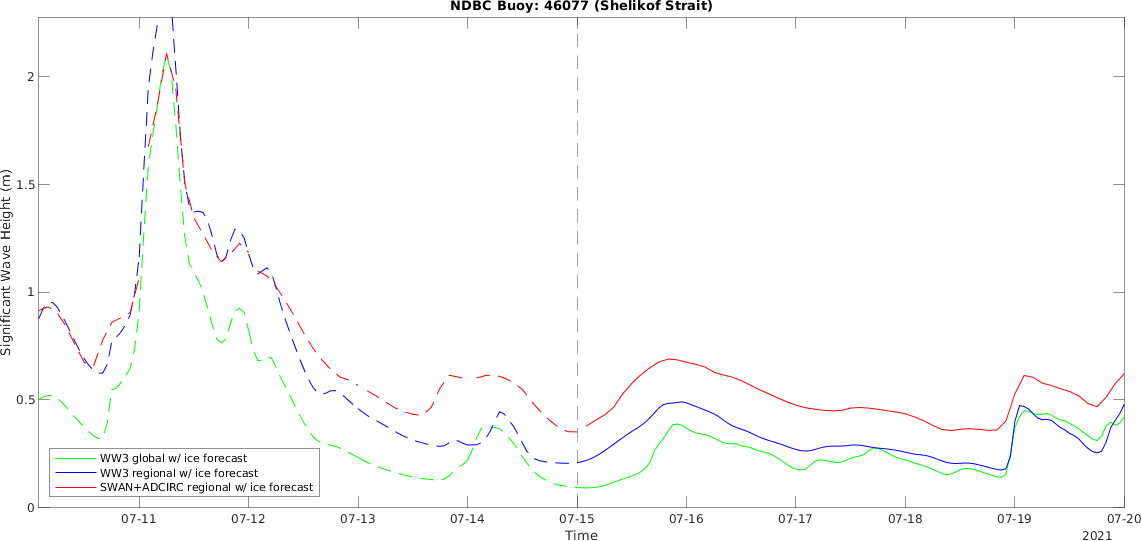 NDBC Buoy: 46077 (Shelikof Strait)
Significant Wave Height (m)
2
1.5
1
0.5
0
WW3 global w/ ice forecast
WW3 regional w/ ice forecast
SWAN+ADCIRC regional w/ ice forecast
07-11 07-12 07-13 07-14 07-15 07-16 07-17 07-18 07-19 07-20
Time
2021